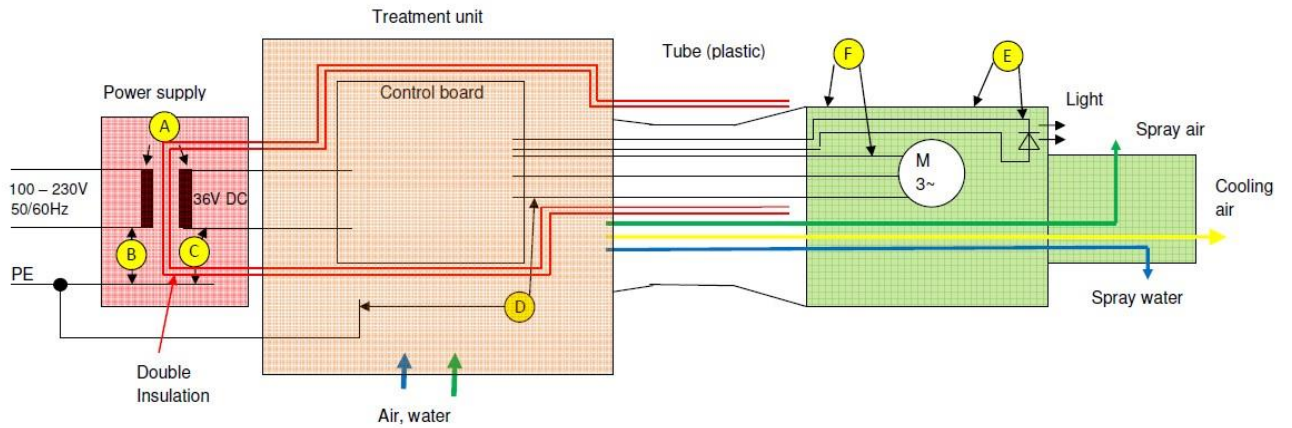 Treatment unit
Tube (plastic)
F
E
Power supply
Control board
Light
A
Spray air
M
3~
100 – 230V
50/60Hz
36V DC
Cooling
air
B
C
PE
D
Spray water
Double
Insulation
Air, water